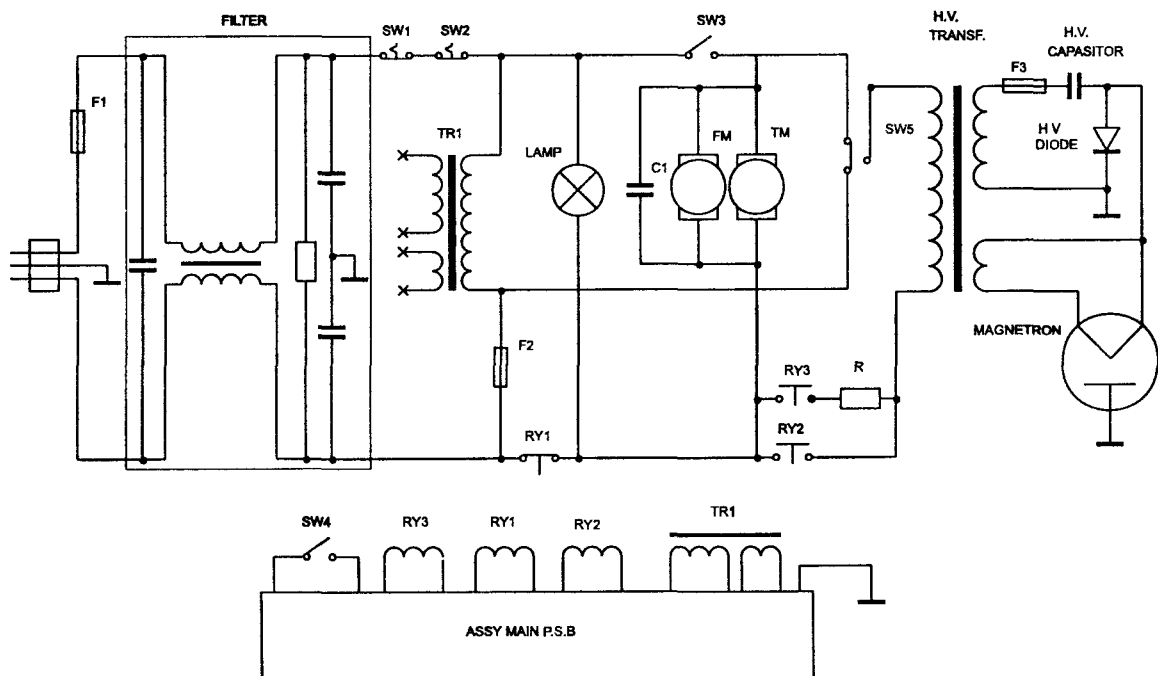 FILTER
SW1
SW2
SW3
H.V.
TRANSF.
H.V.
CAPASITOR
F1
F3
TR1
LAMP
C1
FM
TM
SW5
H V
DIODE
F2
MAGNETRON
RY3
R
RY1
RY2
SW4
RY3
RY1
RY2
TR1
ASSY MAIN P.S.B